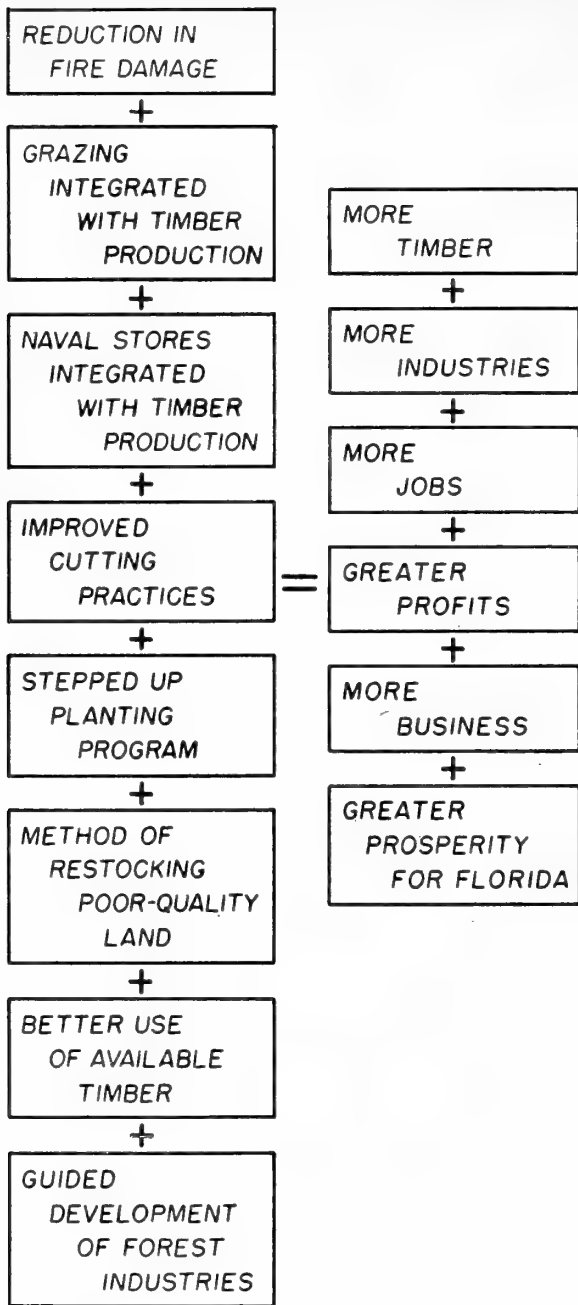 REDUCTION IN
FIRE DAMAGE
+
GRAZING
INTEGRATED
WITH TIMBER
PRODUCTION
+
NAVAL STORES
INTEGRATED
WITH TIMBER
PRODUCTION
+
IMPROVED
CUTTING
PRACTICES
+
STEPPED UP
PLANTING
PROGRAM
+
METHOD OF
RESTOCKING
POOR-QUALITY
LAND
+
BETTER USE
OF AVAILABLE
TIMBER
+
GUIDED
DEVELOPMENT
OF FOREST
INDUSTRIES
=
MORE
TIMBER
+
MORE
INDUSTRIES
+
MORE
JOBS
+
GREATER
PROFITS
+
MORE
BUSINESS
+
GREATER
PROSPERITY
FOR FLORIDA